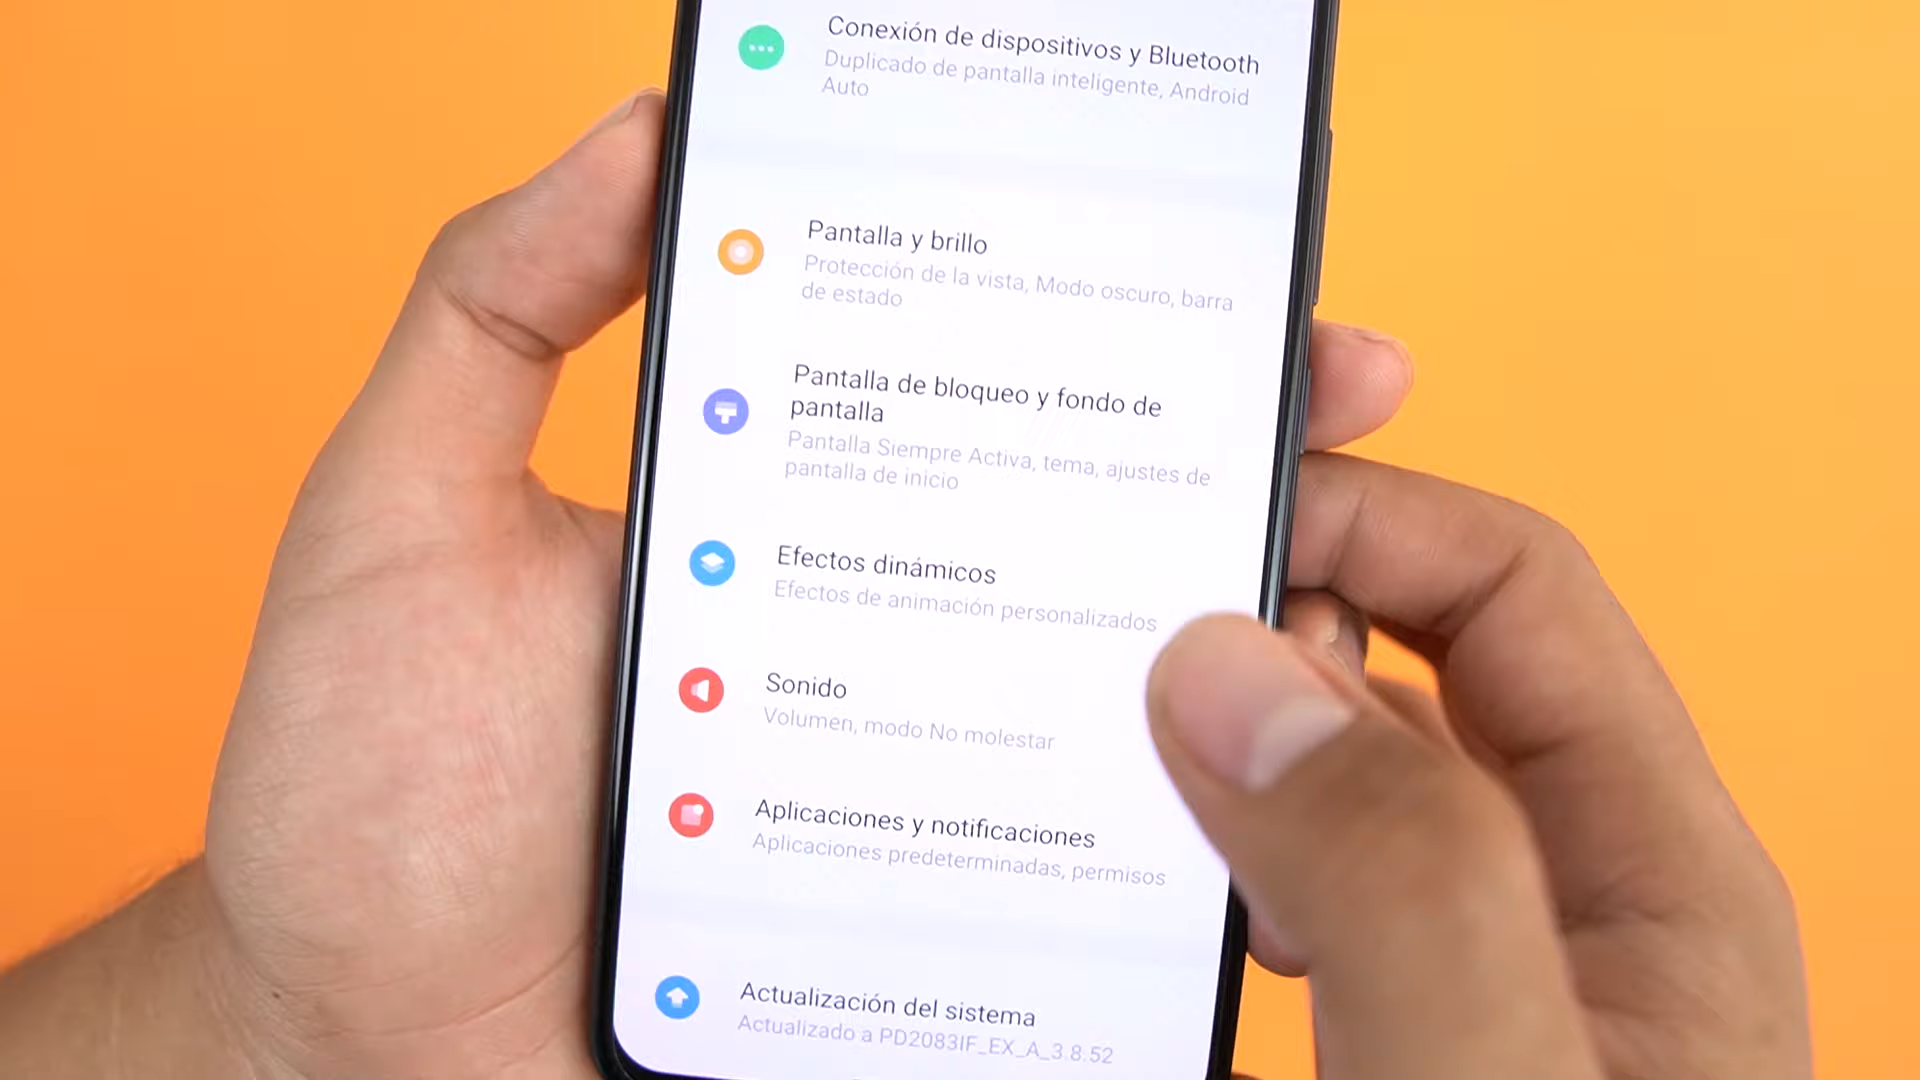 Conexión de dispositivos y Bluetooth
Duplicado de pantalla inteligente, Android
Auto
Pantalla y brillo
Protección de la vista, Modo oscuro, barra
de estado
Pantalla de bloqueo y fondo de
pantalla
Pantalla Siempre Activa, tema, ajustes de
pantalla de inicio
Efectos dinámicos
Efectos de animación personalizados
Sonido
Volumen, modo No molestar
Aplicaciones y notificaciones
Aplicaciones predeterminadas, permisos
Actualización del sistema
Actualizado a PD2083IF_EX_A_3.8.52